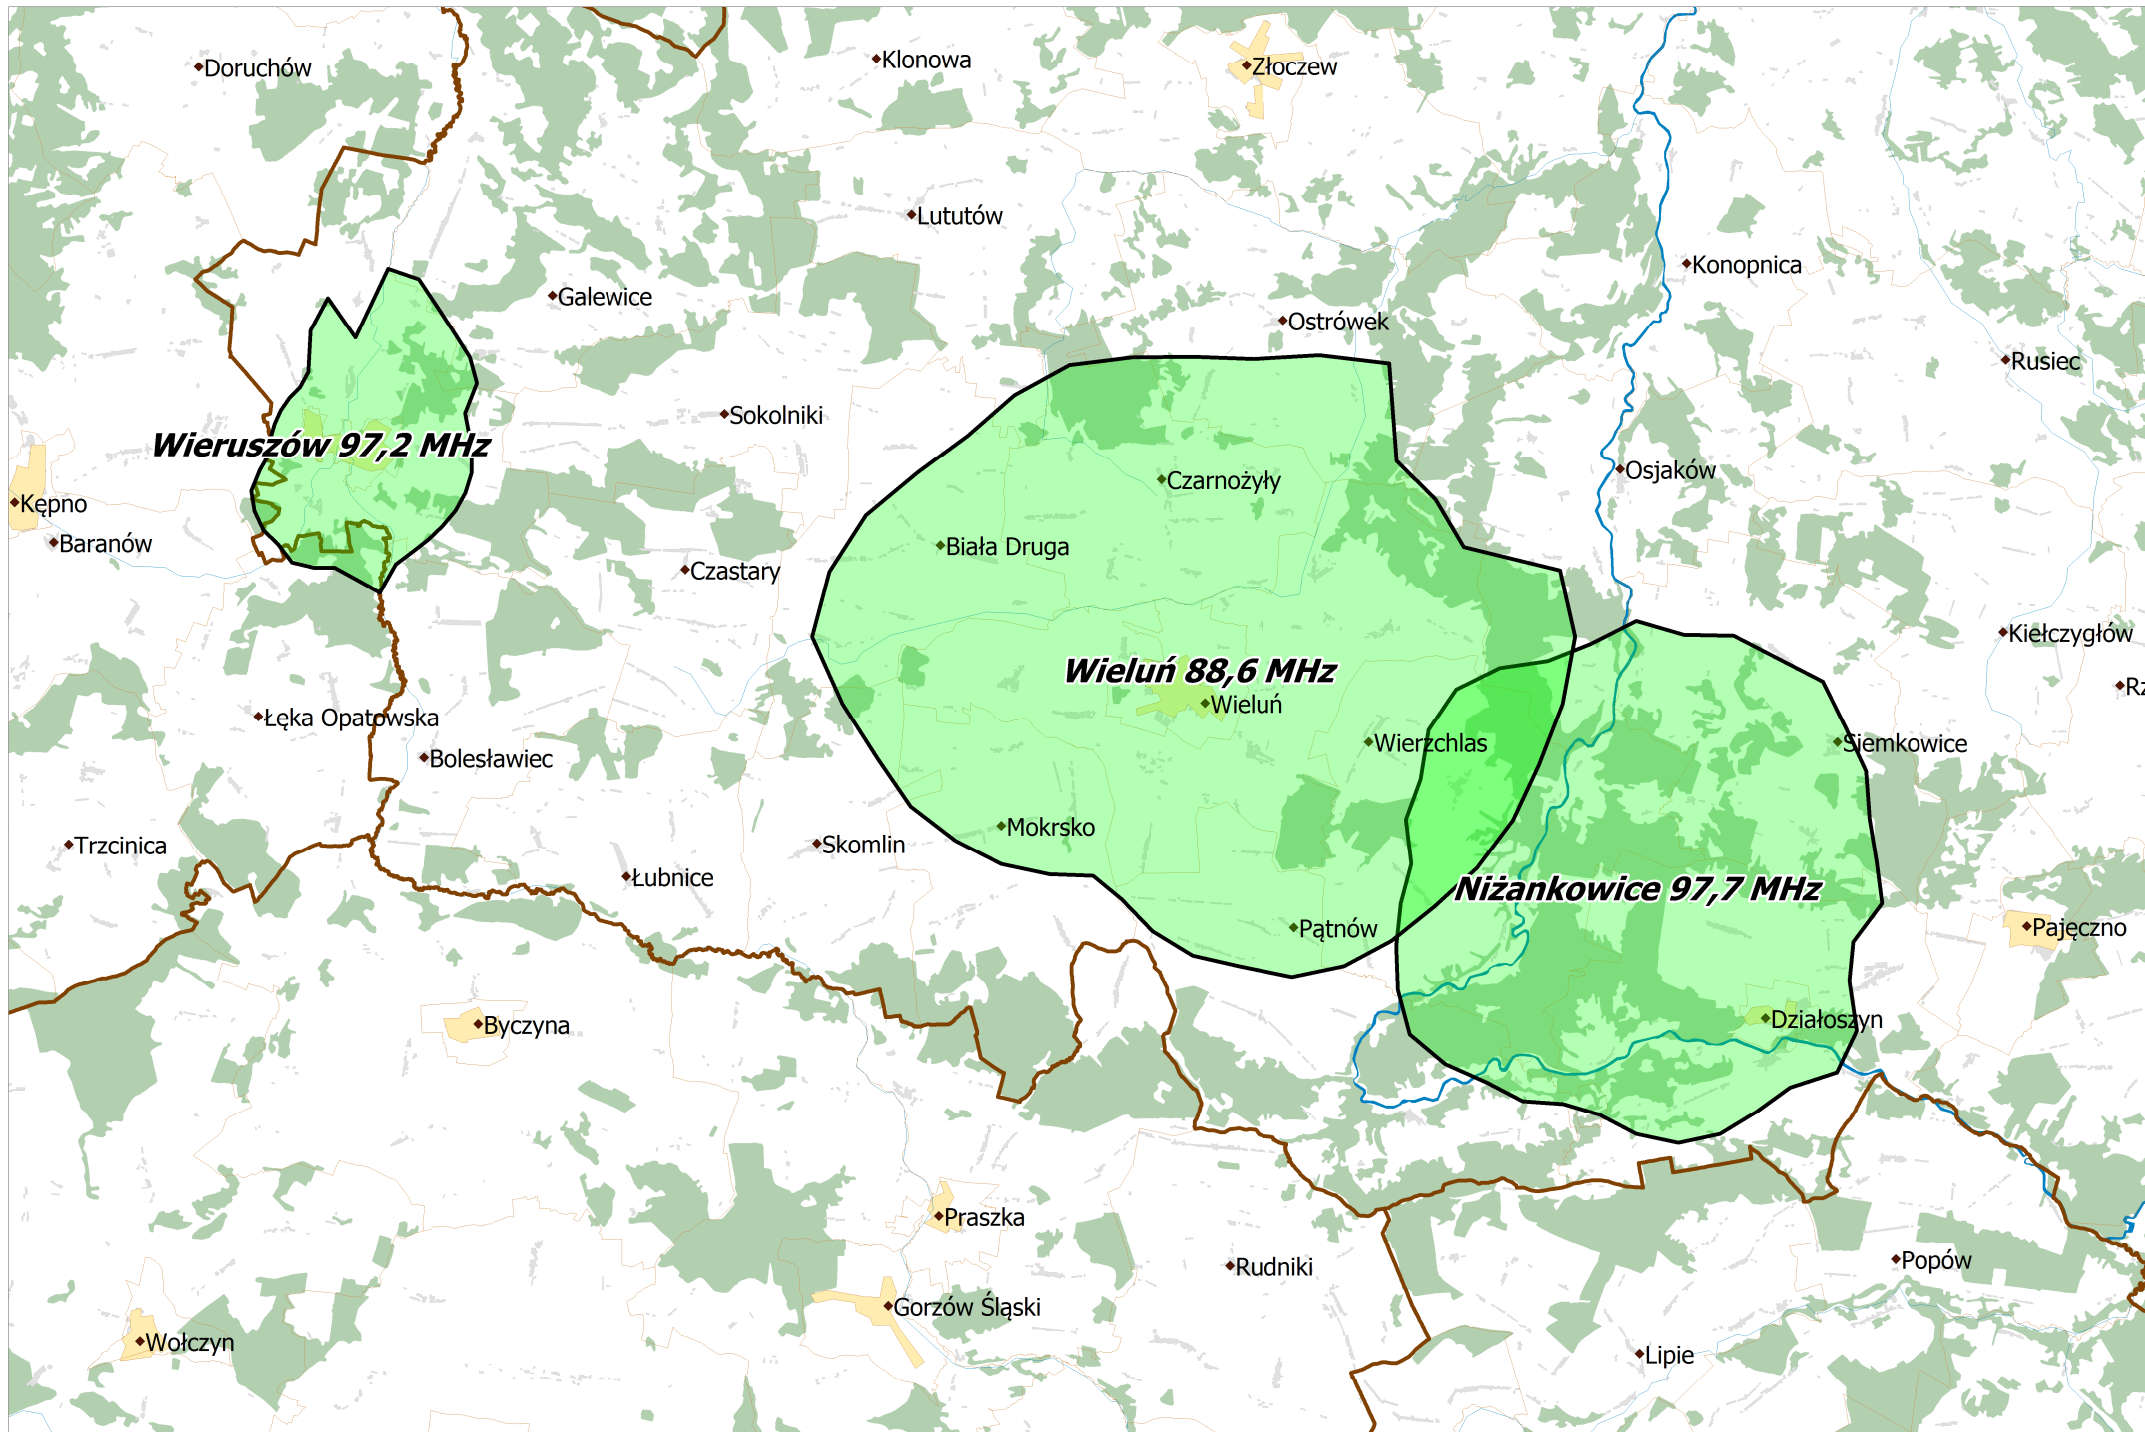 Doruchów
Klonowa
Złoczew
Lututów
Konopnica
Galewice
Ostrówek
Rusiec
Sokolniki
Wieruszów 97,2 MHz
Osjaków
Czarnożyły
Kępno
Baranów
Biała Druga
Czastary
Kiełczygłów
Wieluń 88,6 MHz
Rz
Wieluń
Łęka Opatowska
Wierzchlas
Siemkowice
Bolesławiec
Mokrsko
Trzcinica
Skomlin
Łubnice
Niżankowice 97,7 MHz
Pątnów
Pajęczno
Działoszyn
Byczyna
Praszka
Popów
Rudniki
Gorzów Śląski
Wołczyn
Lipie